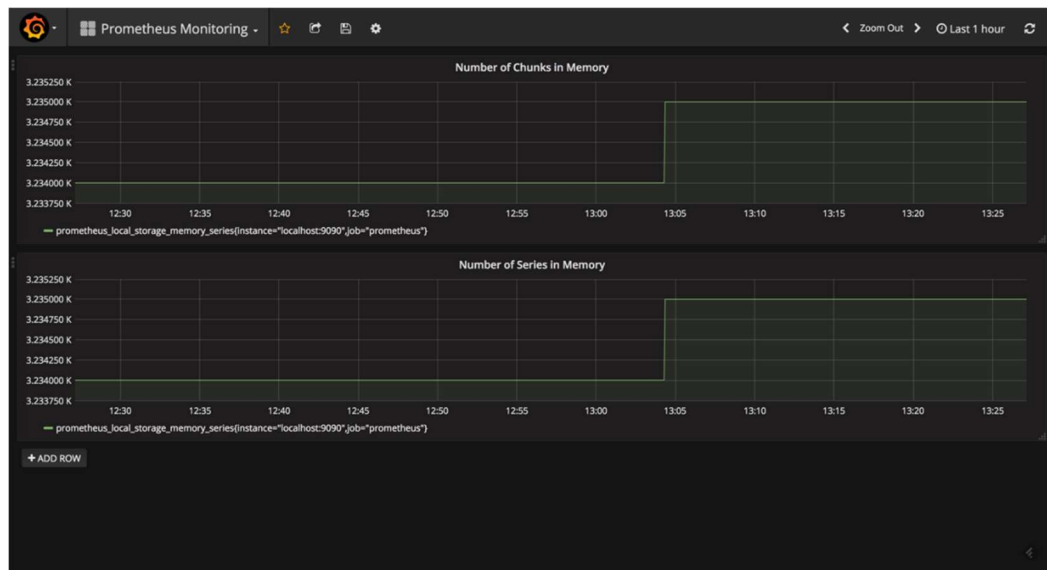 Prometheus Monitoring
Zoom Out
Last 1 hour
Number of Chunks in Memory
3.235250 K
3.235000 K
3.234750 K
3.234500 K
3.234250 K
3.234000 K
3.233750 K
12:30 12:35 12:40 12:45 12:50 12:55 13:00 13:05 13:10 13:15 13:20 13:25
prometheus_local_storage_memory_series{instance="localhost:9090",job="prometheus"}
Number of Series in Memory
3.235250 K
3.235000 K
3.234750 K
3.234500 K
3.234250 K
3.234000 K
3.233750 K
12:30 12:35 12:40 12:45 12:50 12:55 13:00 13:05 13:10 13:15 13:20 13:25
prometheus_local_storage_memory_series{instance="localhost:9090",job="prometheus"}
+ ADD ROW